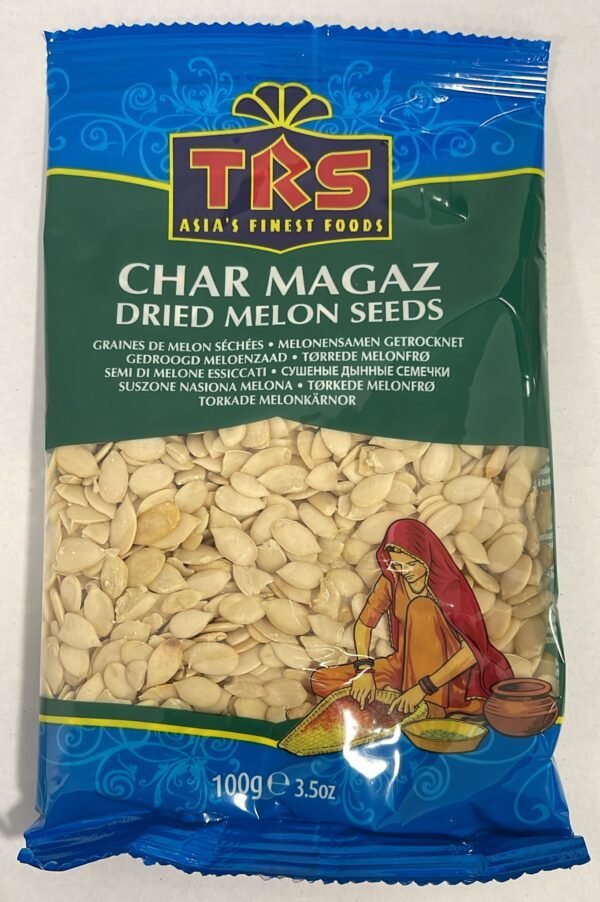 TRS
ASIA'S FINEST FOODS
CHAR MAGAZ
DRIED MELON SEEDS
GRAINES DE MELON SÉCHÉES • MELONENSAMEN GETROCKNET
GEDROOGD MELOENZAAD • TØRREDE MELONFRØ
SEMI DI MELONE ESSICCATI • СУШЕНЫЕ ДЫННЫЕ СЕМЕЧКИ
SUSZONE NASIONA MELONA • TØRKEDE MELONFRØ
TORKADE MELONKÄRNOR
100g ℮ 3.5oz